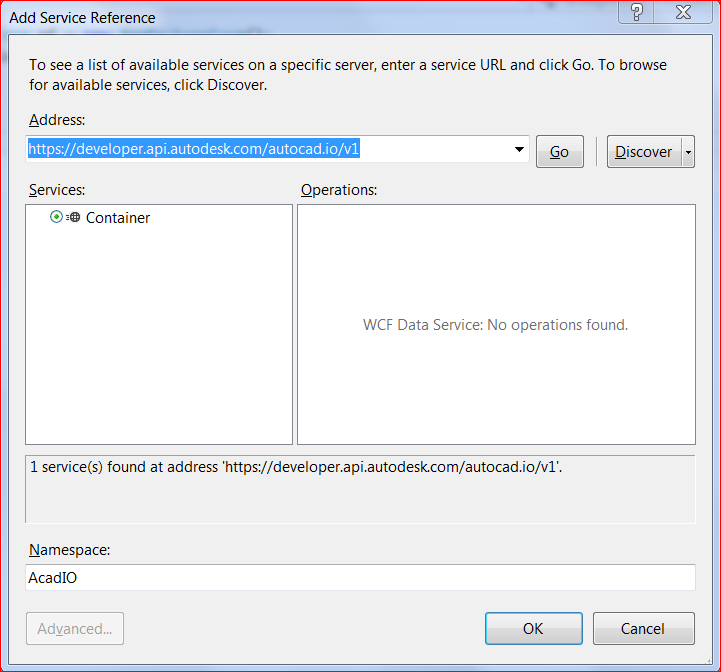 Add Service Reference
To see a list of available services on a specific server, enter a service URL and click Go. To browse
for available services, click Discover.
Address:
https://developer.api.autodesk.com/autocad.io/v1
Go
Discover
Services:
Operations:
Container
WCF Data Service: No operations found.
1 service(s) found at address 'https://developer.api.autodesk.com/autocad.io/v1'.
Namespace:
AcadIO
Advanced...
OK
Cancel